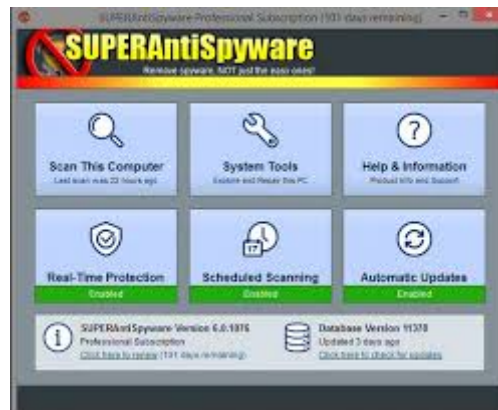 SUPERAntiSpyware Professional Subscription (101 days remaining)
SUPERAntiSpyware
Remove spyware, NOT just the easy ones!
Scan This Computer
Last scan was 22 hours ago
System Tools
Explore and Repair this PC
Help & Information
Product Info and Support
Real-Time Protection
Enabled
Scheduled Scanning
Enabled
Automatic Updates
Enabled
SUPERAntiSpyware Version 6.0.1076
Professional Subscription
Click here to renew (101 days remaining)
Database Version 11370
Updated 3 days ago
Click here to check for updates
17